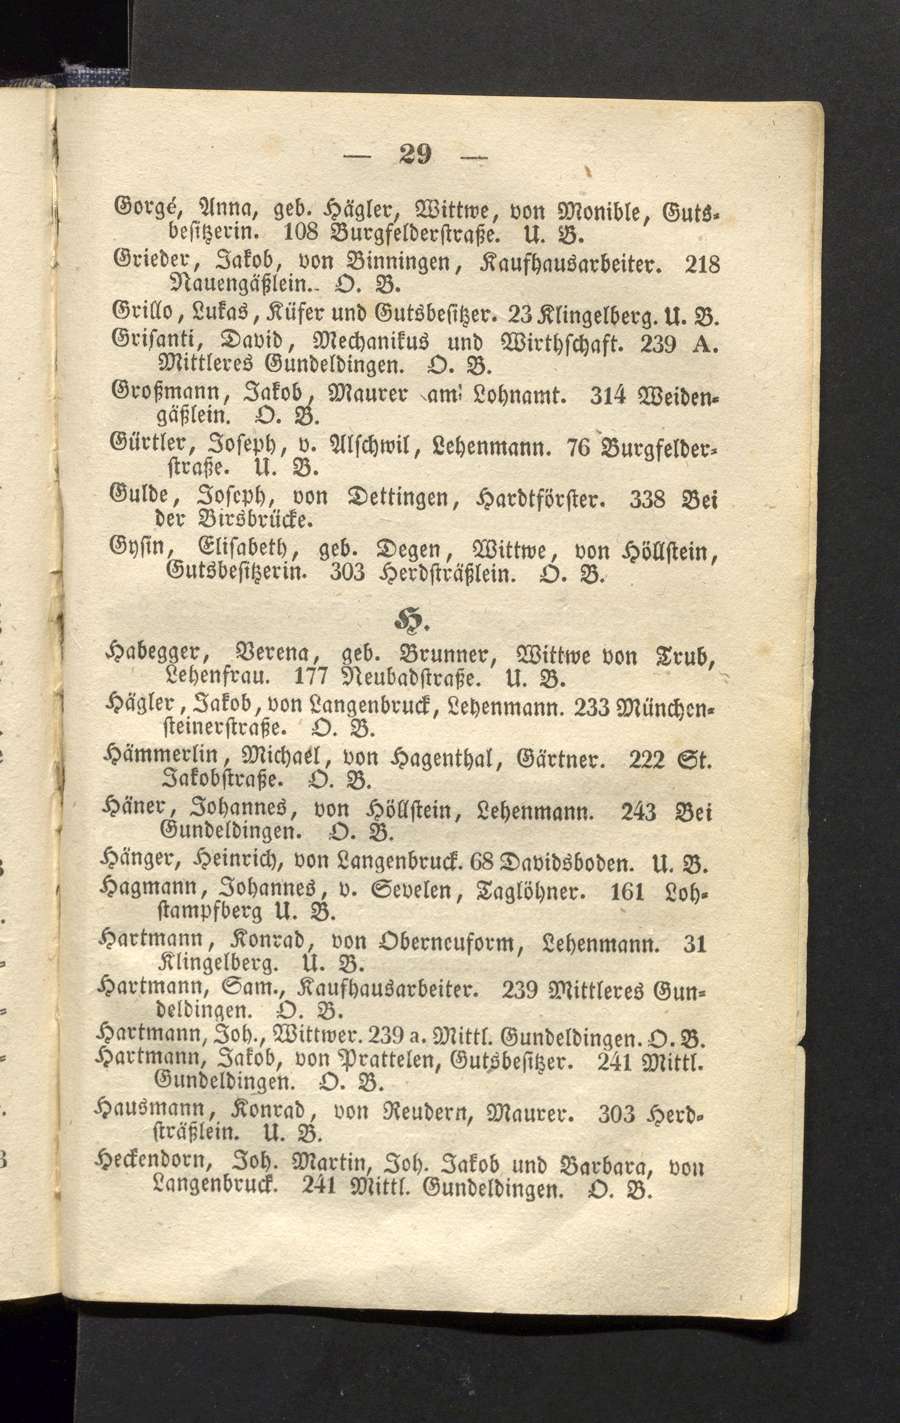 — 29 —
Gorgé, Anna, geb. Hägler, Wittwe, von Monible, Guts-
besitzerin. 108 Burgfelderstraße. U. B.
Grieder, Jakob, von Binningen, Kaufhausarbeiter. 218
Nauengäßlein. O. B.
Grillo, Lukas, Küfer und Gutsbesitzer. 23 Klingelberg. U. B.
Grisanti, David, Mechanikus und Wirthschaft. 239 A.
Mittleres Gundeldingen. O. B.
Großmann, Jakob, Maurer am Lohnamt. 314 Weiden-
gäßlein. O. B.
Gürtler, Joseph, v. Alschwil, Lehenmann. 76 Burgfelder-
straße. U. B.
Gulde, Joseph, von Dettingen, Hardtförster. 338 Bei
der Birsbrücke.
Gysin, Elisabeth, geb. Degen, Wittwe, von Höllstein,
Gutsbesitzerin. 303 Herdsträßlein. O. B.
H.
Habegger, Verena, geb. Brunner, Wittwe von Trub,
Lehenfrau. 177 Neubadstraße. U. B.
Hägler, Jakob, von Langenbruck, Lehenmann. 233 München-
steinerstraße. O. B.
Hämmerlin, Michaël, von Hagenthal, Gärtner. 222 St.
Jakobstraße. O. B.
Häner, Johannes, von Höllstein, Lehenmann. 243 Bei
Gundeldingen. O. B.
Hänger, Heinrich, von Langenbruck. 68 Davidsboden. U. B.
Hagmann, Johannes, v. Sevelen, Taglöhner. 161 Loh-
stampfberg U. B.
Hartmann, Konrad, von Oberneuform, Lehenmann. 31
Klingelberg. U. B.
Hartmann, Sam., Kaufhausarbeiter. 239 Mittleres Gun-
deldingen. O. B.
Hartmann, Joh., Wittwer. 239 a. Mittl. Gundeldingen. O. B.
Hartmann, Jakob, von Prattelen, Gutsbesitzer. 241 Mittl.
Gundeldingen. O. B.
Hausmann, Konrad, von Reudern, Maurer. 303 Herd-
sträßlein. U. B.
Heckendorn, Joh. Martin, Joh. Jakob und Barbara, von
Langenbruck. 241 Mittl. Gundeldingen. O. B.